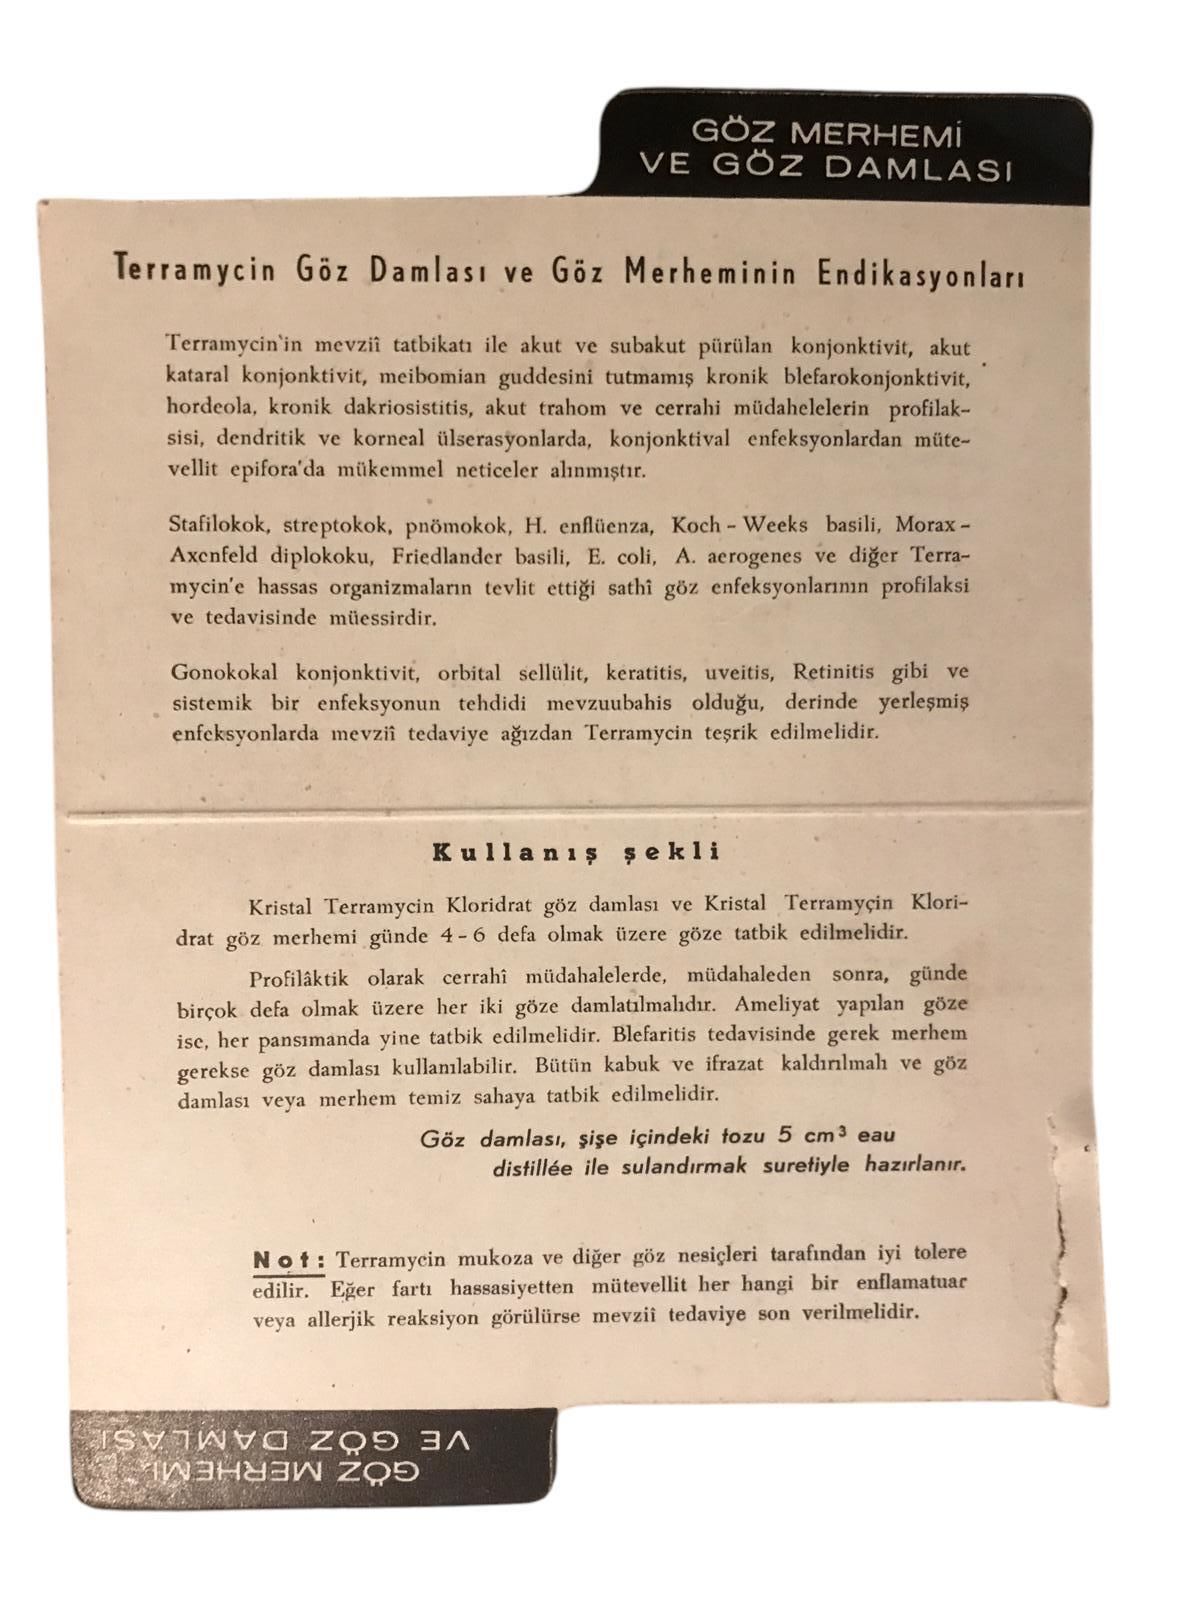 GÖZ MERHEMİ
VE GÖZ DAMLASI
Terramycin Göz Damlası ve Göz Merheminin Endikasyonları
Terramycin'in mevziî tatbikatı ile akut ve subakut pürülan konjonktivit, akut
kataral konjonktivit, meibomian guddesini tutmamış kronik blefarokonjonktivit,
hordeola, kronik dakriosistitis, akut trahom ve cerrahi müdahelelerin profilak-
sisi, dendritik ve korneal ülserasyonlarda, konjonktival enfeksyonlardan müte-
vellit epifora'da mükemmel neticeler alınmıştır.
Stafilokok, streptokok, pnömokok, H. enflüenza, Koch - Weeks basili, Morax -
Axenfeld diplokoku, Friedlander basili, E. coli, A. aerogenes ve diğer Terra-
mycin'e hassas organizmaların tevlit ettiği sathî göz enfeksyonlarının profilaksi
ve tedavisinde müessirdir.
Gonokokal konjonktivit, orbital sellülit, keratitis, uveitis, Retinitis gibi ve
sistemik bir enfeksyonun tehdidi mevzuubahis olduğu, derinde yerleşmiş
enfeksyonlarda mevziî tedaviye ağızdan Terramycin teşrik edilmelidir.
Kullanış şekli
Kristal Terramycin Kloridrat göz damlası ve Kristal Terramyçin Klori-
drat göz merhemi günde 4 - 6 defa olmak üzere göze tatbik edilmelidir.
Profilâktik olarak cerrahî müdahalelerde, müdahaleden sonra, günde
birçok defa olmak üzere her iki göze damlatılmalıdır. Ameliyat yapılan göze
ise, her pansımanda yine tatbik edilmelidir. Blefaritis tedavisinde gerek merhem
gerekse göz damlası kullanılabilir. Bütün kabuk ve ifrazat kaldırılmalı ve göz
damlası veya merhem temiz sahaya tatbik edilmelidir.
Göz damlası, şişe içindeki tozu 5 cm³ eau
distillée ile sulandırmak suretiyle hazırlanır.
Not: Terramycin mukoza ve diğer göz nesiçleri tarafından iyi tolere
edilir. Eğer fartı hassasiyetten mütevellit her hangi bir enflamatuar
veya allerjik reaksiyon görülürse mevziî tedaviye son verilmelidir.
GÖZ MERHEMİ
VE GÖZ DAMLASI